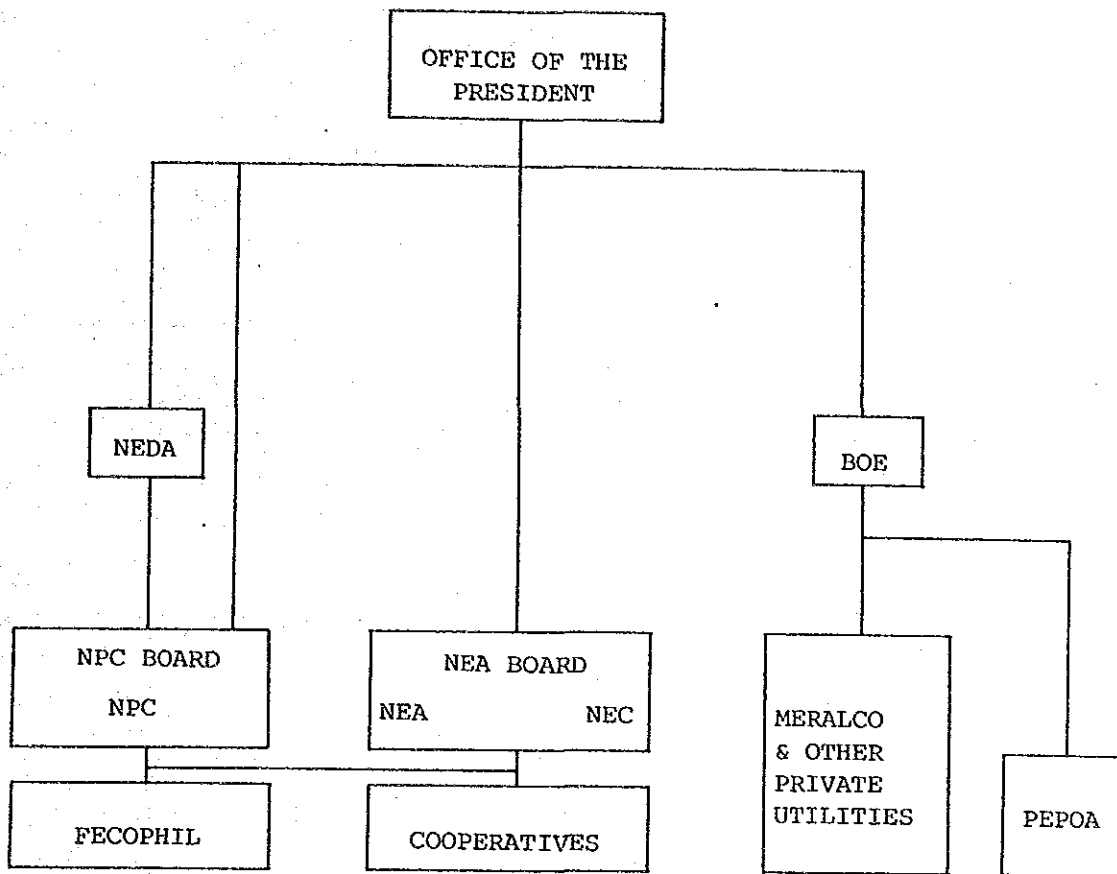 OFFICE OF THE
PRESIDENT
NEDA
BOE
NPC BOARD
NPC
NEA BOARD
NEA NEC
MERALCO
& OTHER
PRIVATE
UTILITIES
PEPOA
FECOPHIL
COOPERATIVES